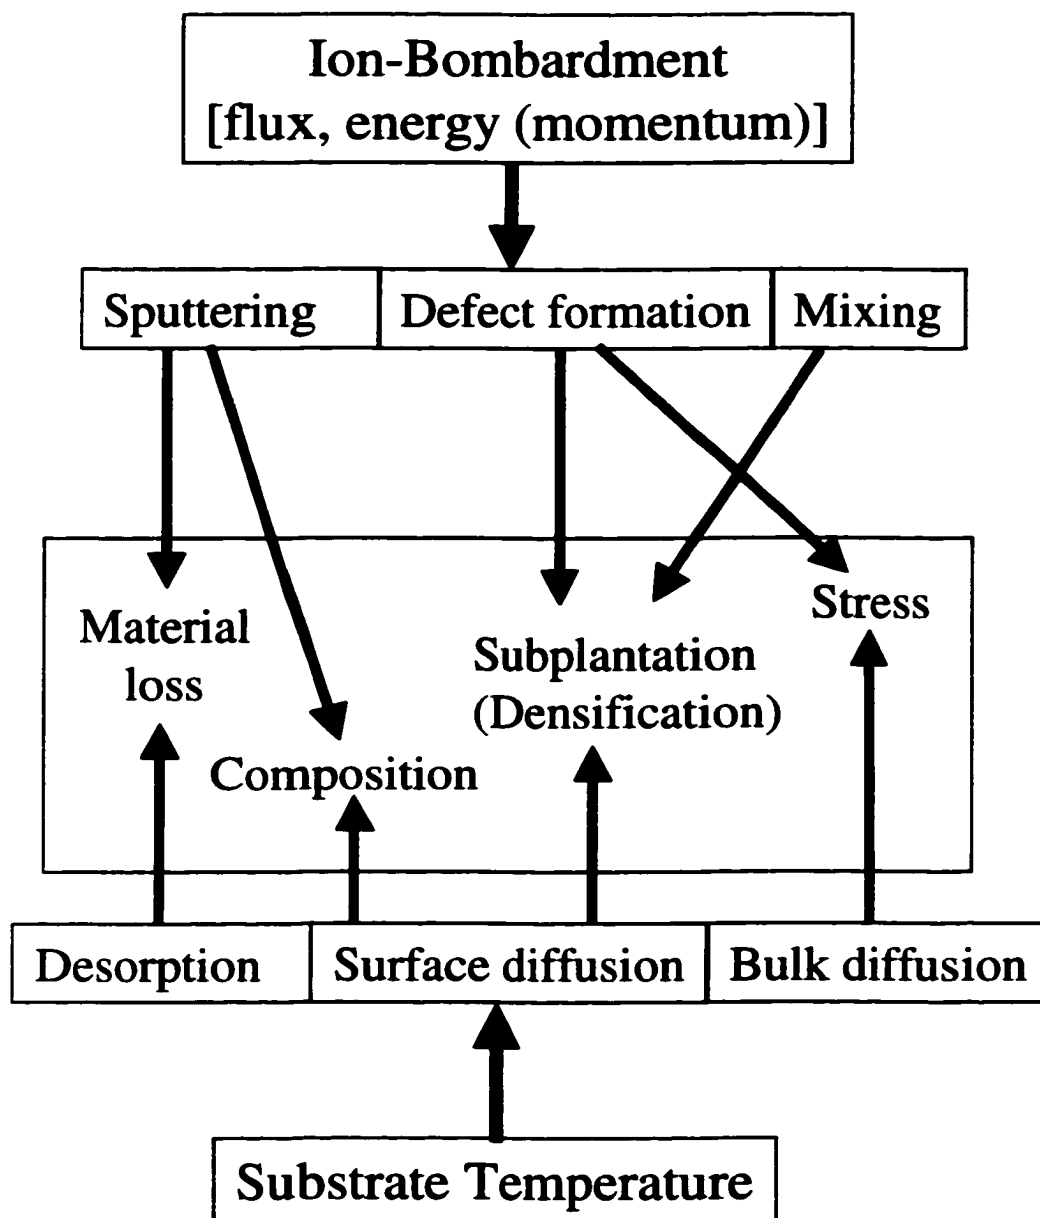 Ion-Bombardment
[flux, energy (momentum)]
Sputtering
Defect formation
Mixing
Stress
Material
loss
Subplantation
(Densification)
Composition
Desorption
Surface diffusion
Bulk diffusion
Substrate Temperature